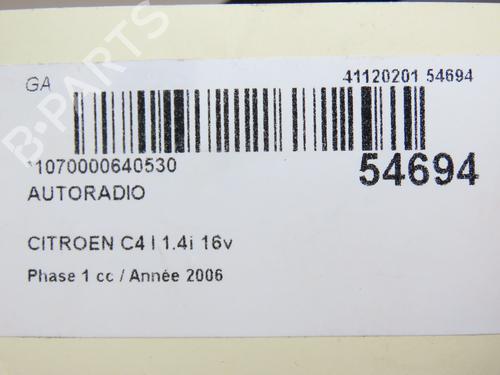 GA 41120201 54694
*1070000640530 54694
AUTORADIO
CITROEN C4 I 1.4i 16v
Phase 1 cc / Année 2006
B-PARTS